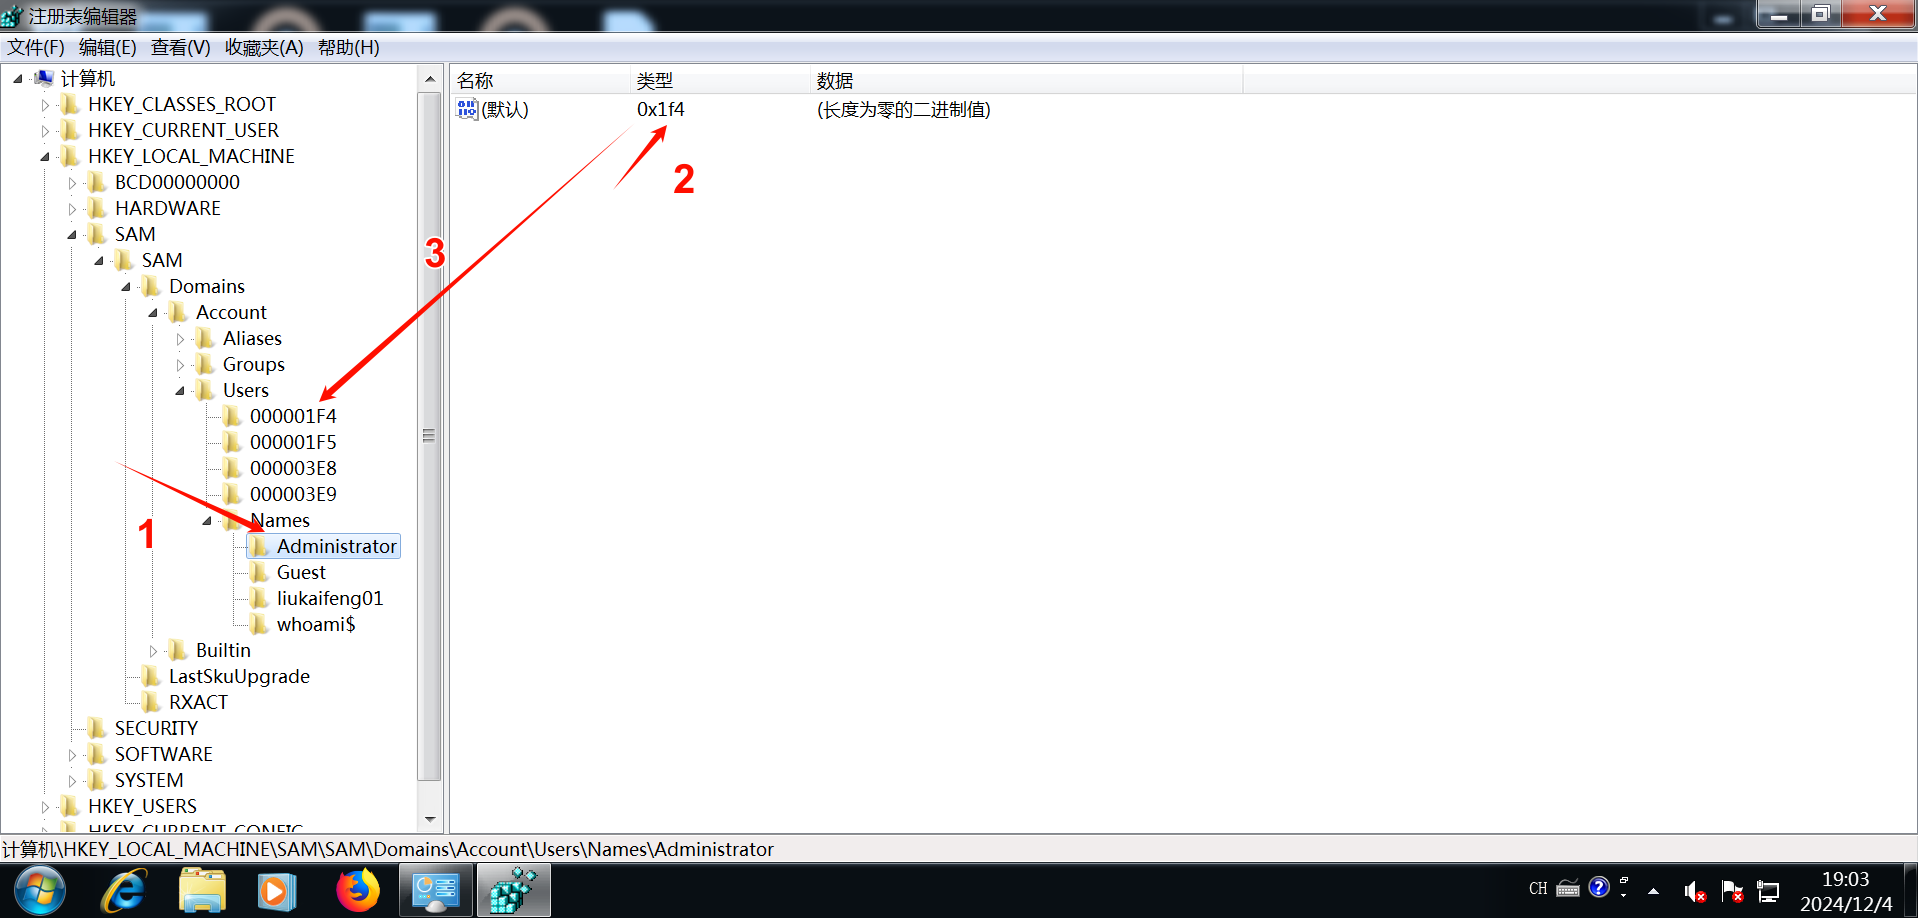 注册表编辑器
文件(F) 编辑(E) 查看(V) 收藏夹(A) 帮助(H)
计算机
HKEY_CLASSES_ROOT
HKEY_CURRENT_USER
HKEY_LOCAL_MACHINE
BCD00000000
HARDWARE
SAM
SAM
Domains
Account
Aliases
Groups
Users
000001F4
000001F5
000003E8
000003E9
Names
Administrator
Guest
liukaifeng01
whoami$
Builtin
LastSkuUpgrade
RXACT
SECURITY
SOFTWARE
SYSTEM
HKEY_USERS
HKEY_CURRENT_CONFIG
1
3
名称 类型 数据
(默认) 0x1f4 (长度为零的二进制值)
2
计算机\HKEY_LOCAL_MACHINE\SAM\SAM\Domains\Account\Users\Names\Administrator
CH
19:03
2024/12/4